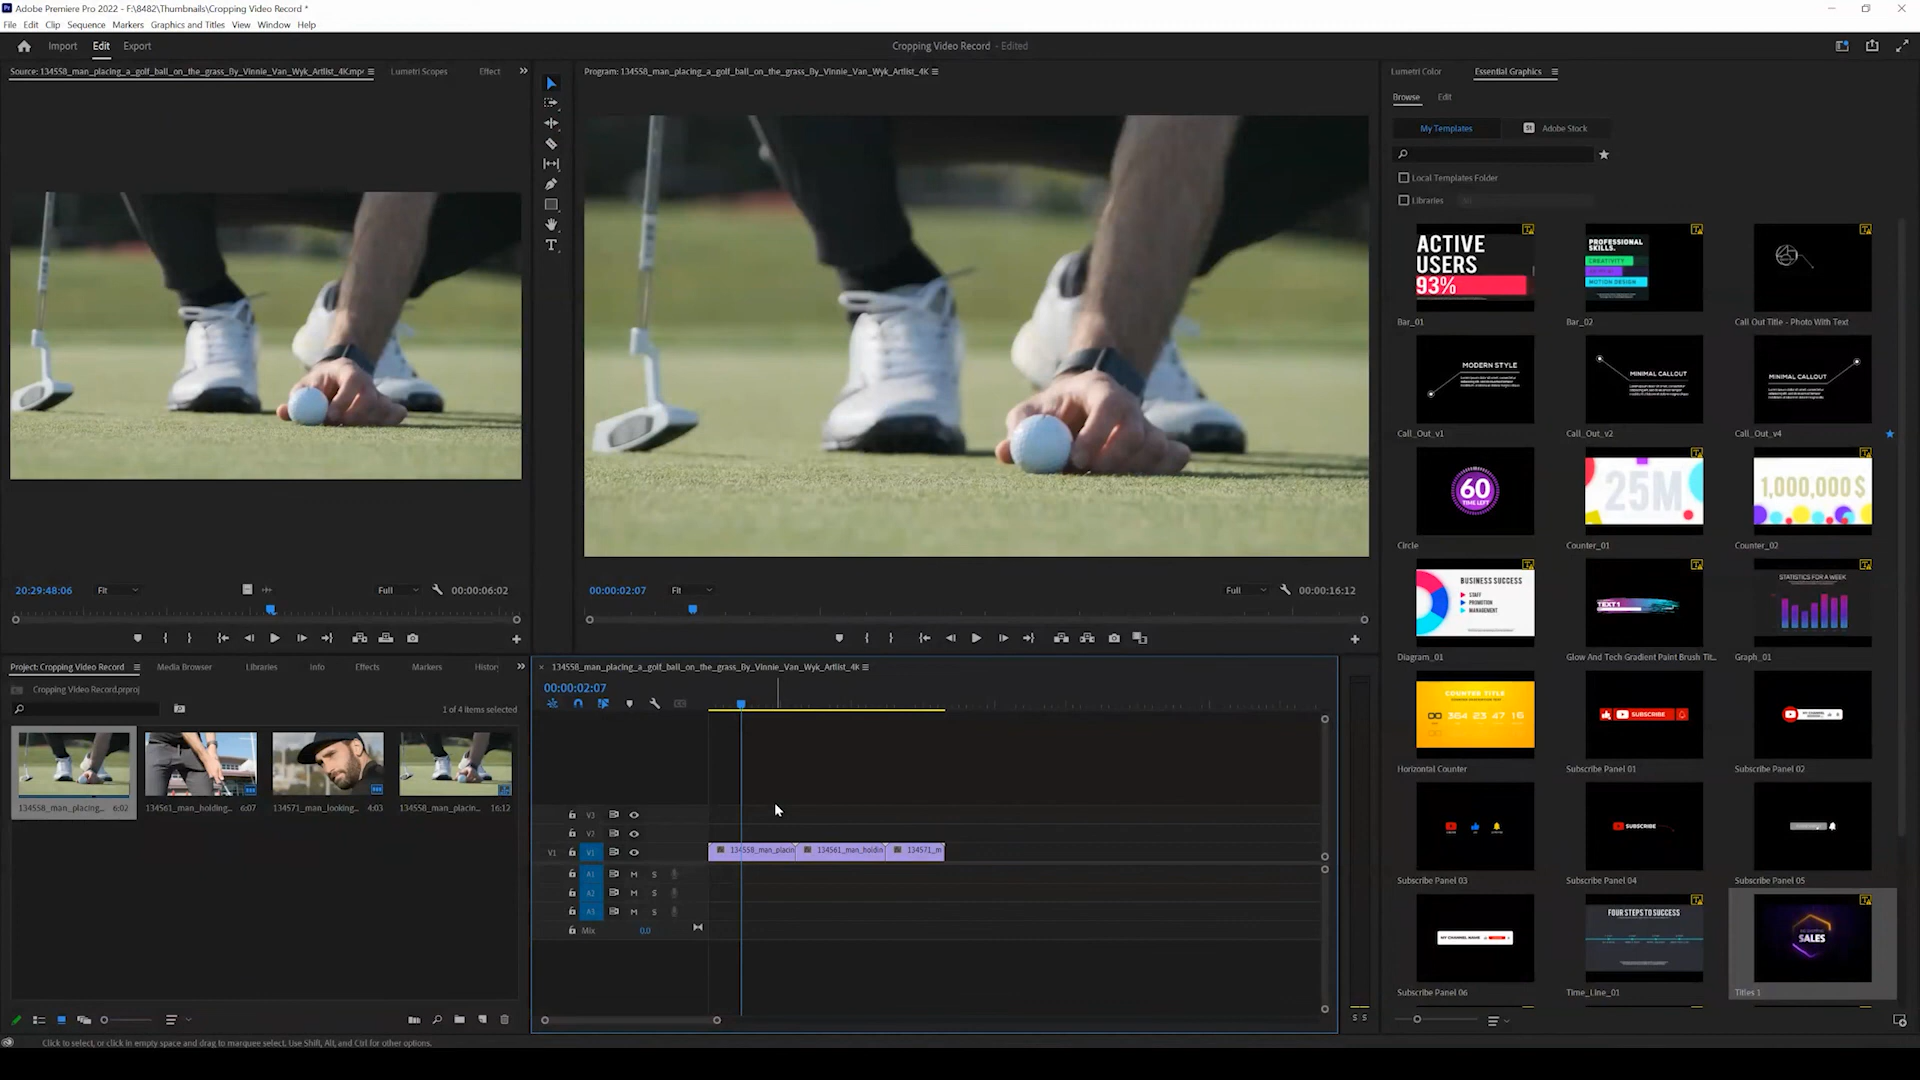 Adobe Premiere Pro 2022 - F:\8482\Thumbnails\Cropping Video Record *
File Edit Clip Sequence Markers Graphics and Titles View Window Help
Import Edit Export
Cropping Video Record - Edited
Source: 134558_man_placing_a_golf_ball_on_the_grass_By_Vinnie_Van_Wyk_Artlist_4K.mp4
Lumetri Scopes
Effect
Program: 134558_man_placing_a_golf_ball_on_the_grass_By_Vinnie_Van_Wyk_Artlist_4K
Lumetri Color
Essential Graphics
Browse
Edit
My Templates
St Adobe Stock
Local Templates Folder
Libraries
ACTIVE
USERS
93%
PROFESSIONAL
SKILLS.
CREATIVITY
MOTION DESIGN
Bar_01
Bar_02
Call Out Title - Photo With Text
MODERN STYLE
MINIMAL CALLOUT
MINIMAL CALLOUT
Call_Out_v1
Call_Out_v2
Call_Out_v4
60
TIME LEFT
25M
1,000,000 $
Circle
Counter_01
Counter_02
BUSINESS SUCCESS
STAFF
PROMOTION
MANAGEMENT
TEXT1
STATISTICS FOR A WEEK
Diagram_01
Glow And Tech Gradient Paint Brush Tit...
Graph_01
COUNTER TITLE
364 23 47 16
SUBSCRIBE
Horizontal Counter
Subscribe Panel 01
Subscribe Panel 02
SUBSCRIBE
Subscribe Panel 03
Subscribe Panel 04
Subscribe Panel 05
MY CHANNEL NAME
FOUR STEPS TO SUCCESS
SALES
Subscribe Panel 06
Time_Line_01
Titles 1
20:29:48:06
Fit
Full
00:00:06:02
00:00:02:07
Fit
Full
00:00:16:12
Project: Cropping Video Record
Media Browser
Libraries
Info
Effects
Markers
Histor
Cropping Video Record.prproj
1 of 4 items selected
134558_man_placing... 6:02
134561_man_holding... 6:07
134571_man_looking... 4:03
134558_man_placin... 16:12
134558_man_placing_a_golf_ball_on_the_grass_By_Vinnie_Van_Wyk_Artlist_4K
00:00:02:07
V3
V2
V1 V1
134558_man_placin
134561_man_holdin
134571_m
A1 M S
A2 M S
A3 M S
Mix 0.0
S S
Click to select, or click in empty space and drag to marquee select. Use Shift, Alt, and Ctrl for other options.